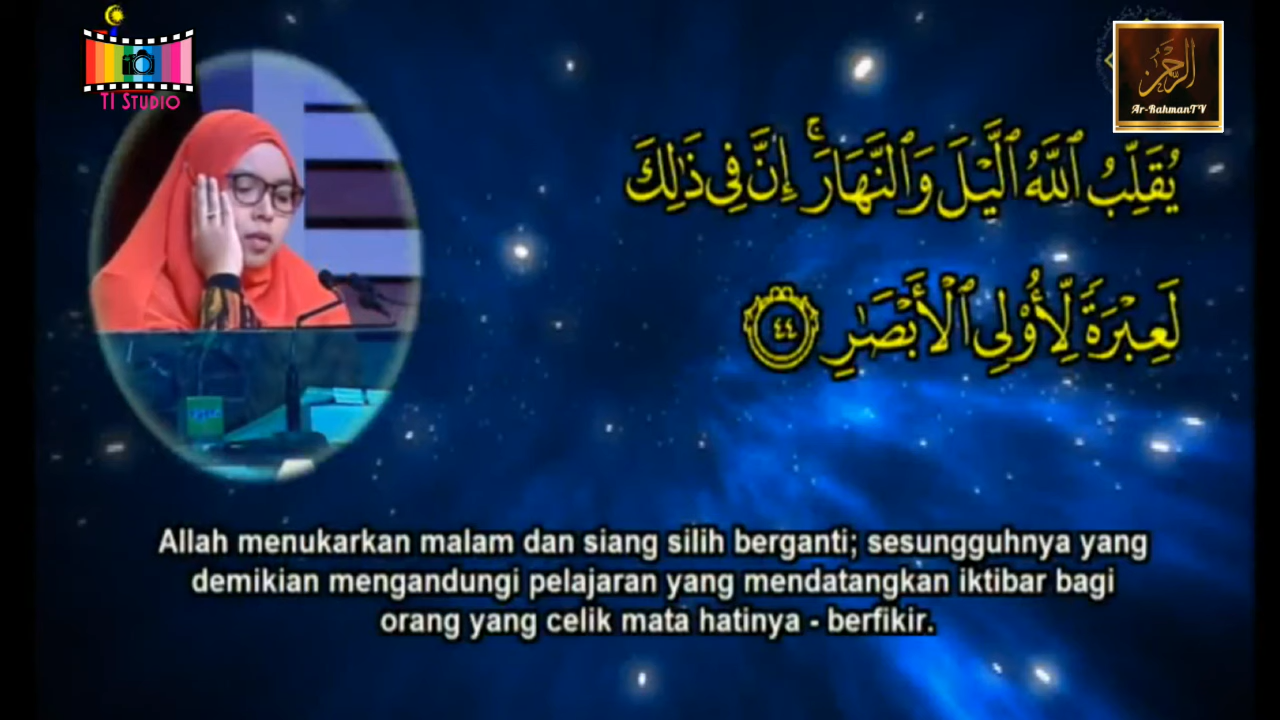 TI STUDIO
الرحمن
Ar-RahmanTV
يُقَلِّبُ ٱللَّهُ ٱلَّيْلَ وَٱلنَّهَارَ ۚ إِنَّ فِى ذَٰلِكَ
لَعِبْرَةً لِّأُو۟لِى ٱلْأَبْصَـٰرِ ٤٤
Allah menukarkan malam dan siang silih berganti; sesungguhnya yang
demikian mengandungi pelajaran yang mendatangkan iktibar bagi
orang yang celik mata hatinya - berfikir.